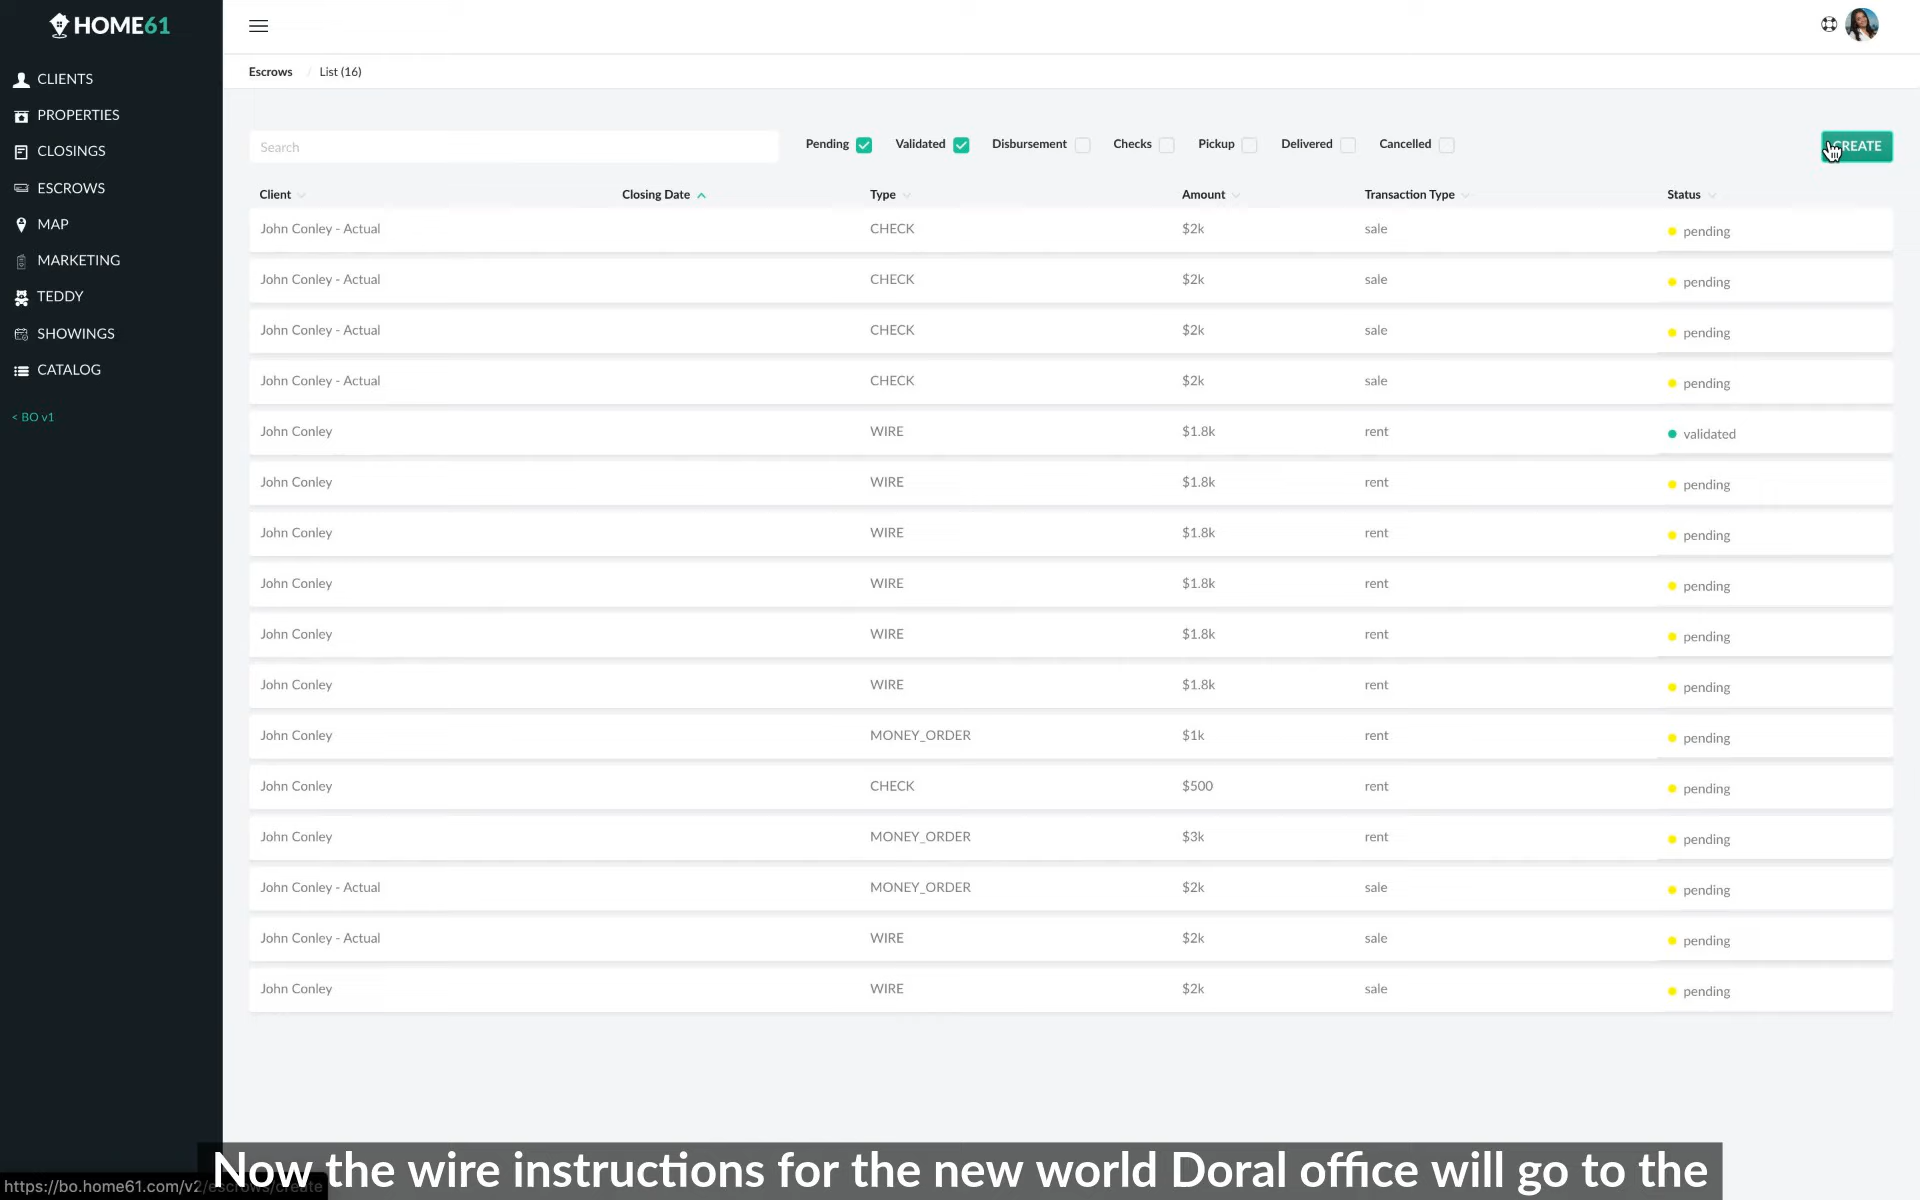 HOME61
CLIENTS
PROPERTIES
CLOSINGS
ESCROWS
MAP
MARKETING
TEDDY
SHOWINGS
CATALOG
< BO v1
Escrows / List (16)
Search
Pending Validated Disbursement Checks Pickup Delivered Cancelled
CREATE
Client Closing Date Type Amount Transaction Type Status
John Conley - Actual CHECK $2k sale pending
John Conley - Actual CHECK $2k sale pending
John Conley - Actual CHECK $2k sale pending
John Conley - Actual CHECK $2k sale pending
John Conley WIRE $1.8k rent validated
John Conley WIRE $1.8k rent pending
John Conley WIRE $1.8k rent pending
John Conley WIRE $1.8k rent pending
John Conley WIRE $1.8k rent pending
John Conley WIRE $1.8k rent pending
John Conley MONEY_ORDER $1k rent pending
John Conley CHECK $500 rent pending
John Conley MONEY_ORDER $3k rent pending
John Conley - Actual MONEY_ORDER $2k sale pending
John Conley - Actual WIRE $2k sale pending
John Conley WIRE $2k sale pending
Now the wire instructions for the new world Doral office will go to the
https://bo.home61.com/v2/escrows/create